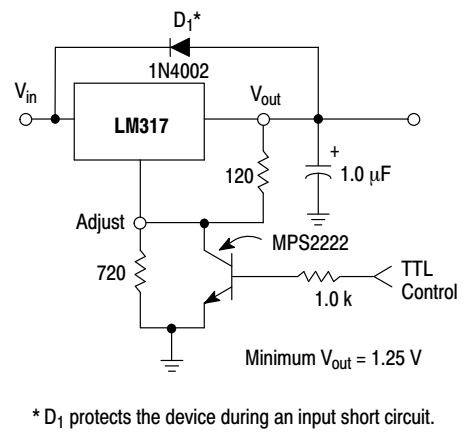 D1*
1N4002
Vin
Vout
LM317
120
+
1.0 μF
Adjust
MPS2222
720
TTL
Control
1.0 k
Minimum Vout = 1.25 V
* D1 protects the device during an input short circuit.